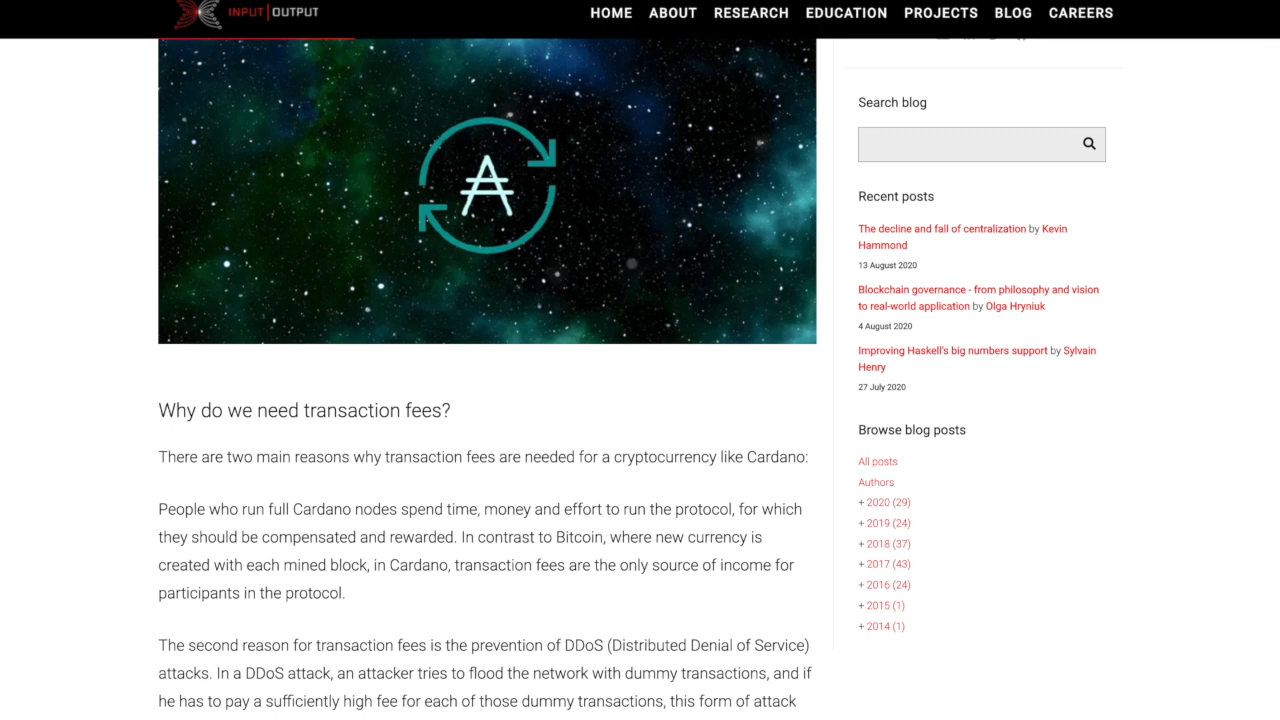 INPUT|OUTPUT
HOME ABOUT RESEARCH EDUCATION PROJECTS BLOG CAREERS
Why do we need transaction fees?
There are two main reasons why transaction fees are needed for a cryptocurrency like Cardano:
People who run full Cardano nodes spend time, money and effort to run the protocol, for which
they should be compensated and rewarded. In contrast to Bitcoin, where new currency is
created with each mined block, in Cardano, transaction fees are the only source of income for
participants in the protocol.
The second reason for transaction fees is the prevention of DDoS (Distributed Denial of Service)
attacks. In a DDoS attack, an attacker tries to flood the network with dummy transactions, and if
he has to pay a sufficiently high fee for each of those dummy transactions, this form of attack
Search blog
Recent posts
The decline and fall of centralization by Kevin
Hammond
13 August 2020
Blockchain governance - from philosophy and vision
to real-world application by Olga Hryniuk
4 August 2020
Improving Haskell's big numbers support by Sylvain
Henry
27 July 2020
Browse blog posts
All posts
Authors
+ 2020 (29)
+ 2019 (24)
+ 2018 (37)
+ 2017 (43)
+ 2016 (24)
+ 2015 (1)
+ 2014 (1)